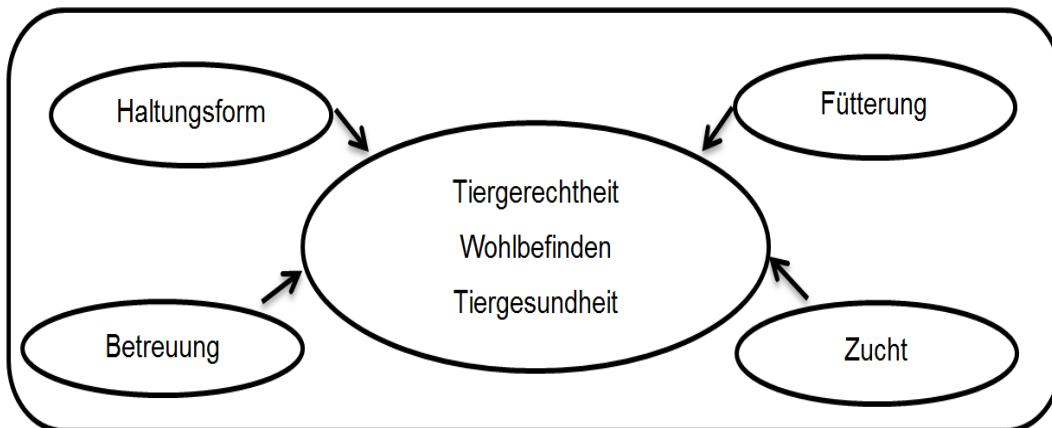 Haltungsform
Fütterung
Tiergerechtheit
Wohlbefinden
Tiergesundheit
Betreuung
Zucht